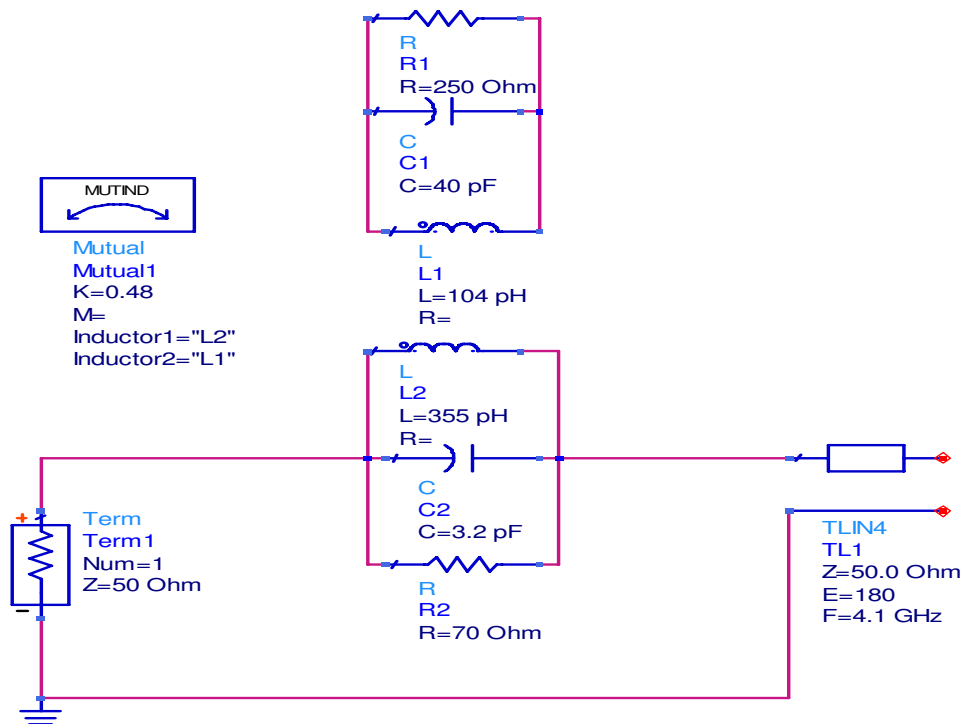 R
R1
R=250 Ohm
C
C1
C=40 pF
MUTIND
Mutual
Mutual1
K=0.48
M=
Inductor1="L2"
Inductor2="L1"
L
L1
L=104 pH
R=
L
L2
L=355 pH
R=
C
C2
C=3.2 pF
R
R2
R=70 Ohm
+
Term
Term1
Num=1
Z=50 Ohm
-
TLIN4
TL1
Z=50.0 Ohm
E=180
F=4.1 GHz